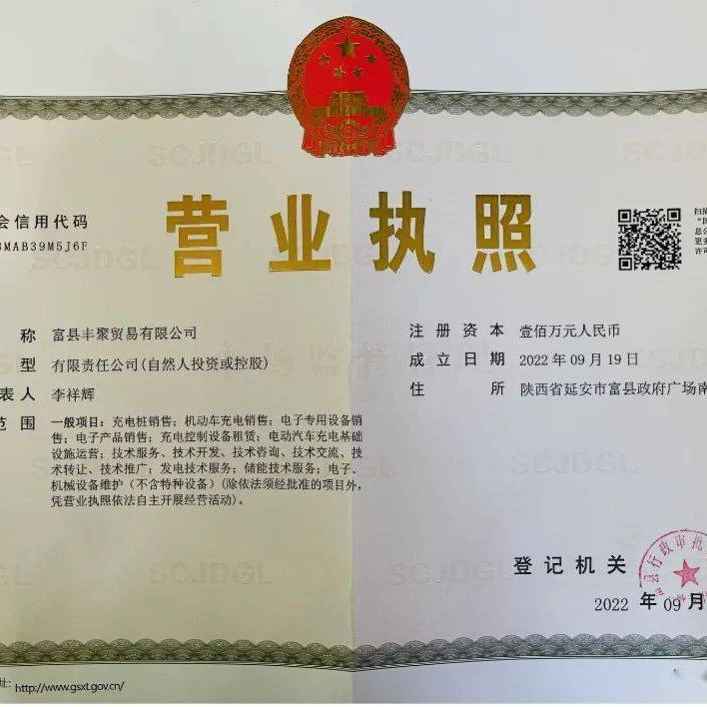 营业执照
会信用代码
MAB39M5J6F
称 富县丰聚贸易有限公司
型 有限责任公司(自然人投资或控股)
表人 李祥辉
范围 一般项目：充电桩销售；机动车充电销售；电子专用设备销
售；电子产品销售；充电控制设备租赁；电动汽车充电基础
设施运营；技术服务、技术开发、技术咨询、技术交流、技
术转让、技术推广；发电技术服务；储能技术服务；电子、
机械设备维护（不含特种设备）(除依法须经批准的项目外，
凭营业执照依法自主开展经营活动)。
注册资本 壹佰万元人民币
成立日期 2022年09月19日
住所 陕西省延安市富县政府广场南
登记机关
行政审批
2022 年 09 月
址：http://www.gsxt.gov.cn/
SCJDGL
SCJDGL
SCJDGL
SCJDGL
SCJDGL